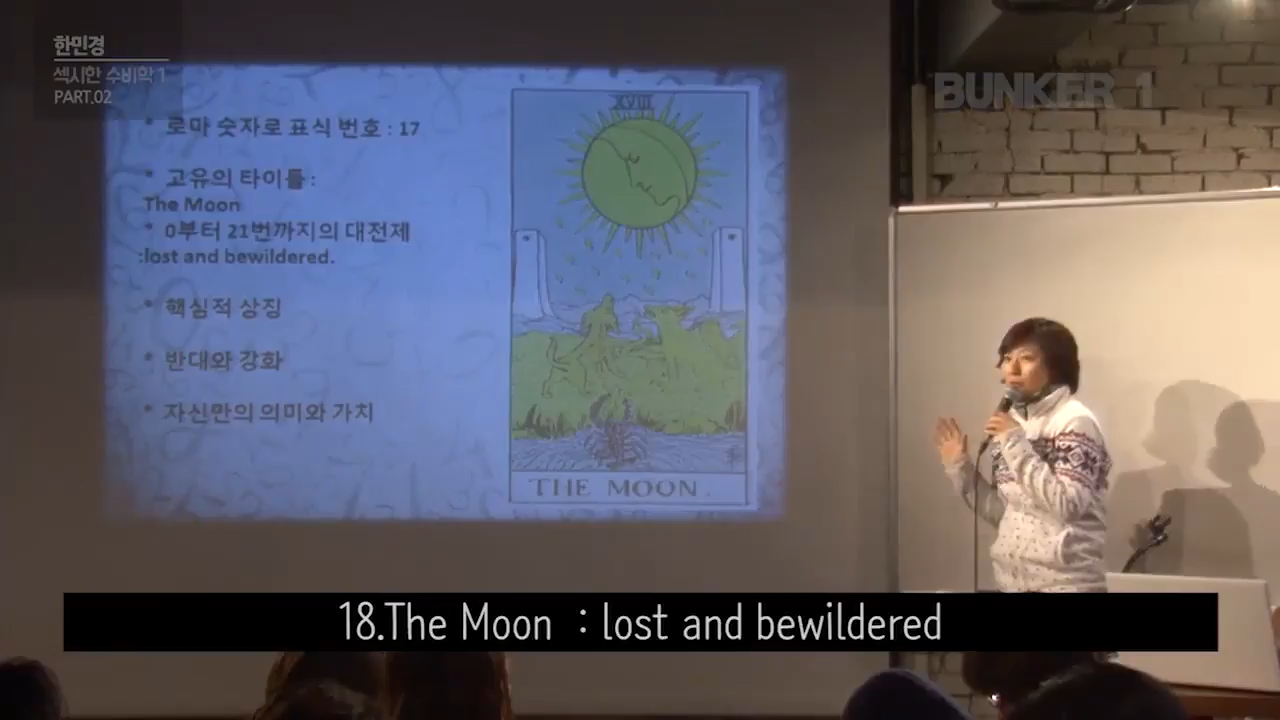 한민경
섹시한 수비학 1
PART.02
BUNKER 1
• 로마 숫자로 표식 번호 : 17
• 고유의 타이틀 :
The Moon
• 0부터 21번까지의 대전제
:lost and bewildered.
• 핵심적 상징
• 반대와 강화
• 자신만의 의미와 가치
XVIII
THE MOON.
18.The Moon : lost and bewildered